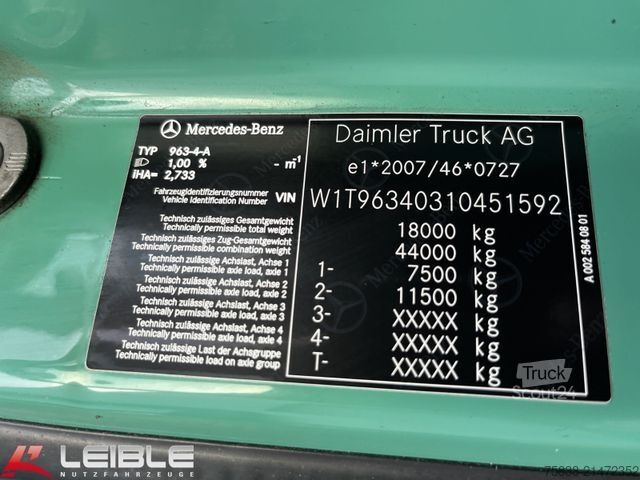 Mercedes-Benz
Daimler Truck AG
TYP 963-4-A
1,00 % - m⁻¹
iHA= 2,733
e1*2007/46*0727
Fahrzeugidentifizierungsnummer
Vehicle Identification Number VIN
W1T96340310451592
Technisch zulässiges Gesamtgewicht
Technically permissible total weight
18000 kg
Technisch zulässiges Zug-Gesamtgewicht
Technically permissible combination weight
44000 kg
Technisch zulässige Achslast, Achse 1
Technically permissible axle load, axle 1
1- 7500 kg
Technisch zulässige Achslast, Achse 2
Technically permissible axle load, axle 2
2- 11500 kg
Technisch zulässige Achslast, Achse 3
Technically permissible axle load, axle 3
3- XXXXX kg
Technisch zulässige Achslast, Achse 4
Technically permissible axle load, axle 4
4- XXXXX kg
Technisch zulässige Last der Achsgruppe
Technically permissible load on axle group
T- XXXXX kg
A 002 584 08 01
Truck
Scout24
LEIBLE
NUTZFAHRZEUGE